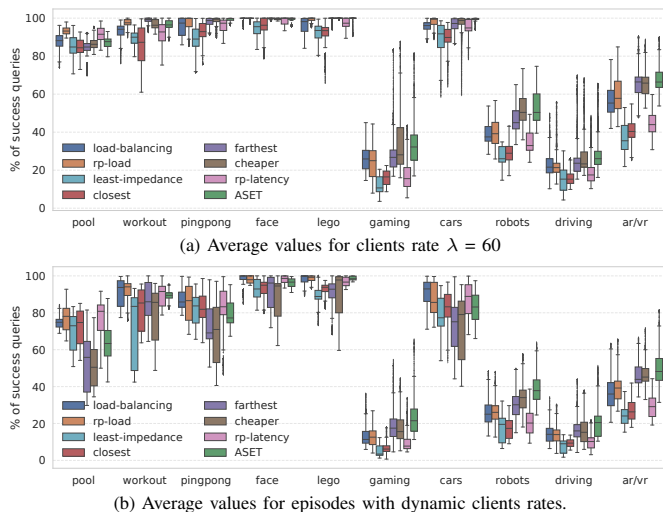 % of success queries
100
80
60
40
20
0
load-balancing
rp-load
least-impedance
closest
farthest
cheaper
rp-latency
ASET
pool workout pingpong face lego gaming cars robots driving ar/vr
(a) Average values for clients rate λ = 60
% of success queries
100
80
60
40
20
0
load-balancing
rp-load
least-impedance
closest
farthest
cheaper
rp-latency
ASET
pool workout pingpong face lego gaming cars robots driving ar/vr
(b) Average values for episodes with dynamic clients rates.